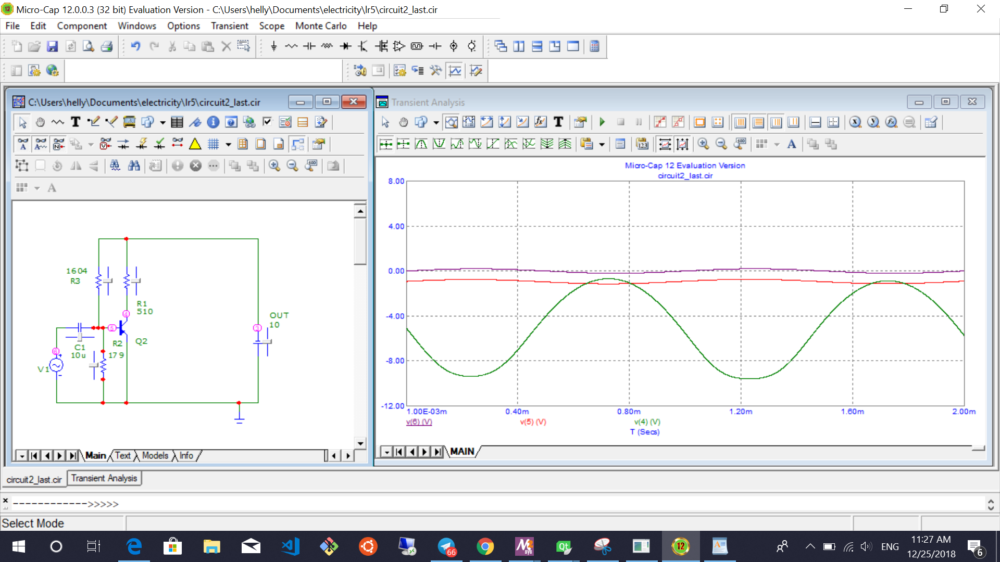 Micro-Cap 12.0.0.3 (32 bit) Evaluation Version - C:\Users\helly\Documents\electricity\lr5\circuit2_last.cir
File Edit Component Windows Options Transient Scope Monte Carlo Help
C:\Users\helly\Documents\electricity\lr5\circuit2_last.cir
Transient Analysis
Micro-Cap 12 Evaluation Version
circuit2_last.cir
8.00
4.00
0.00
-4.00
-8.00
-12.00
1.00E-03m 0.40m 0.80m 1.20m 1.60m 2.00m
v(6) (V) v(5) (V) v(4) (V)
T (Secs)
1604
R3
R1
510
4
OUT
10
5
3
R2
Q2
C1
10u
179
6
V1
Main Text Models Info
MAIN
circuit2_last.cir Transient Analysis
------------>>>>>
Select Mode
66
12
ENG
11:27 AM
12/25/2018
6